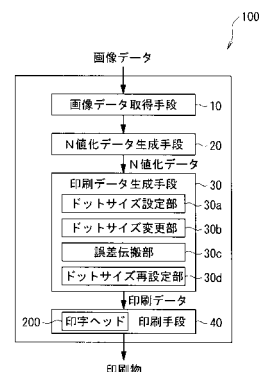 100
画像データ
画像データ取得手段 10
N値化データ生成手段 20
N値化データ
印刷データ生成手段 30
ドットサイズ設定部 30a
ドットサイズ変更部 30b
誤差伝搬部 30c
ドットサイズ再設定部 30d
印刷データ
200 印字ヘッド 印刷手段 40
印刷物